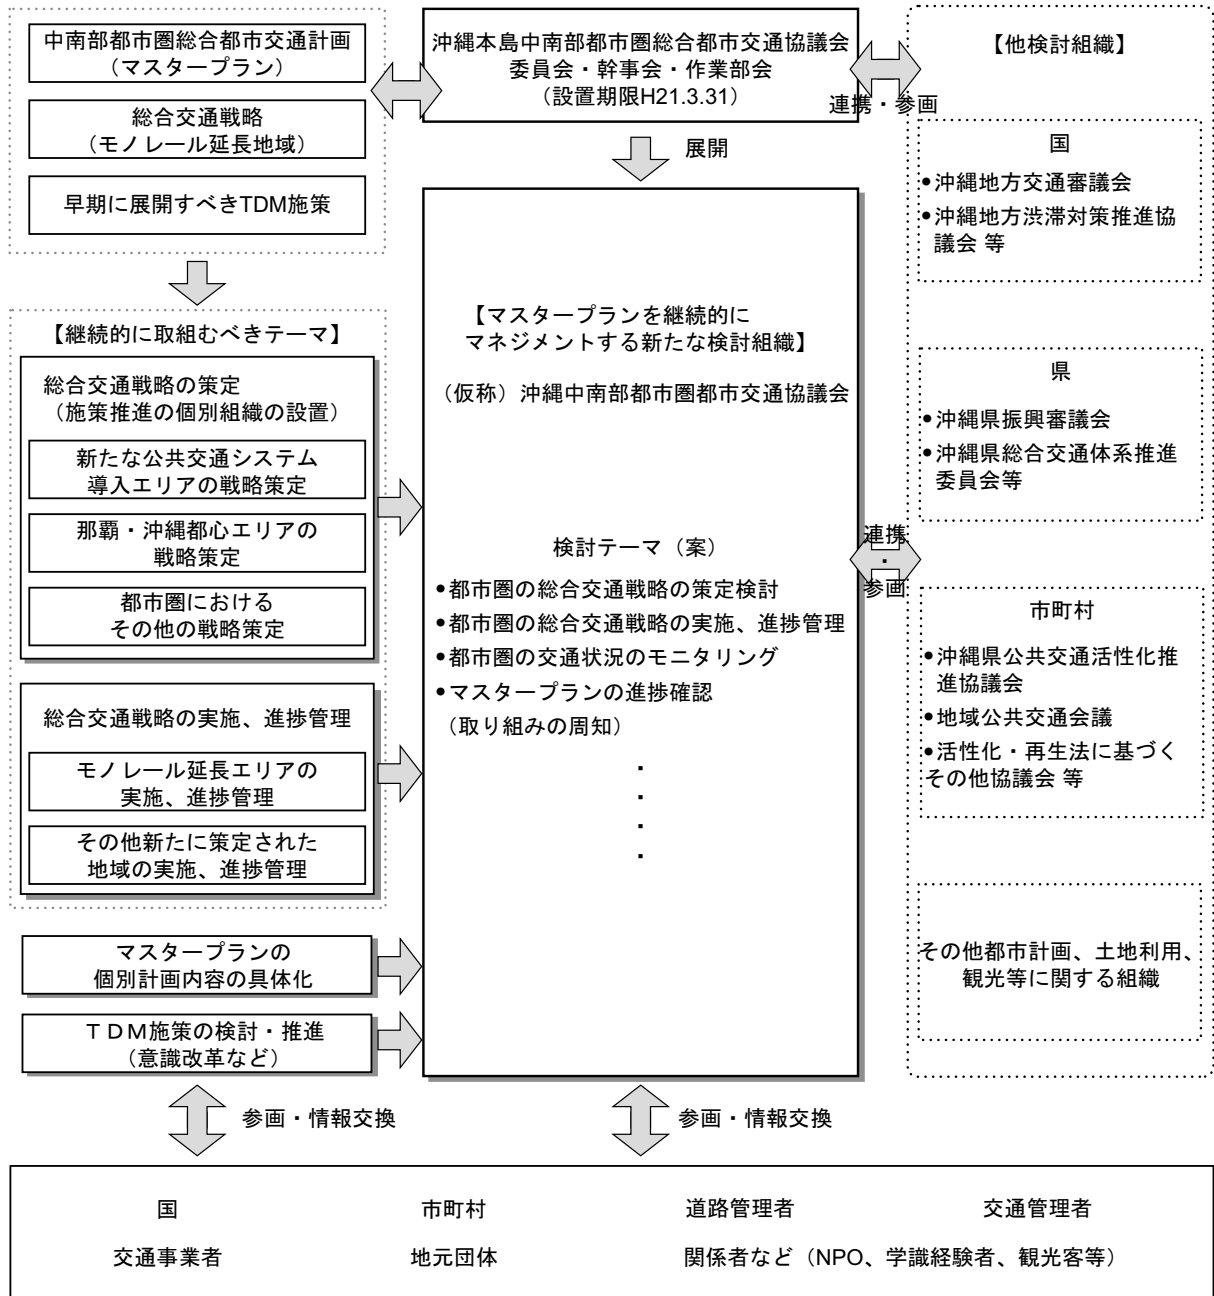 中南部都市圏総合都市交通計画
（マスタープラン）
総合交通戦略
（モノレール延長地域）
早期に展開すべきTDM施策
沖縄本島中南部都市圏総合都市交通協議会
委員会・幹事会・作業部会
（設置期限H21.3.31）
連携・参画
展開
【他検討組織】
国
•沖縄地方交通審議会
•沖縄地方渋滞対策推進協
議会 等
県
•沖縄県振興審議会
•沖縄県総合交通体系推進
委員会等
市町村
•沖縄県公共交通活性化推
進協議会
•地域公共交通会議
•活性化・再生法に基づく
その他協議会 等
その他都市計画、土地利用、
観光等に関する組織
【継続的に取組むべきテーマ】
総合交通戦略の策定
（施策推進の個別組織の設置）
新たな公共交通システム
導入エリアの戦略策定
那覇・沖縄都心エリアの
戦略策定
都市圏における
その他の戦略策定
総合交通戦略の実施、進捗管理
モノレール延長エリアの
実施、進捗管理
その他新たに策定された
地域の実施、進捗管理
マスタープランの
個別計画内容の具体化
ＴＤＭ施策の検討・推進
（意識改革など）
【マスタープランを継続的に
マネジメントする新たな検討組織】
（仮称）沖縄中南部都市圏都市交通協議会
検討テーマ（案）
•都市圏の総合交通戦略の策定検討
•都市圏の総合交通戦略の実施、進捗管理
•都市圏の交通状況のモニタリング
•マスタープランの進捗確認
（取り組みの周知）
・
・
・
・
連携
・
参画
参画・情報交換
参画・情報交換
国 市町村 道路管理者 交通管理者
交通事業者 地元団体 関係者など（NPO、学識経験者、観光客等）